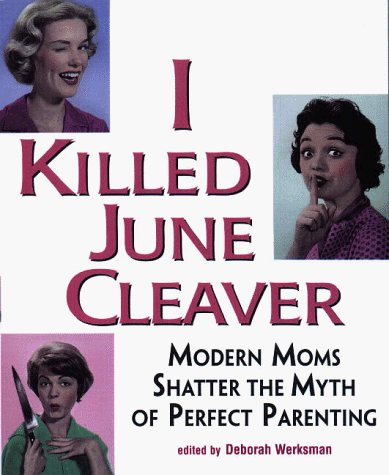 I
KILLED
JUNE
CLEAVER
MODERN MOMS
SHATTER THE MYTH
OF PERFECT PARENTING
edited by Deborah Werksman